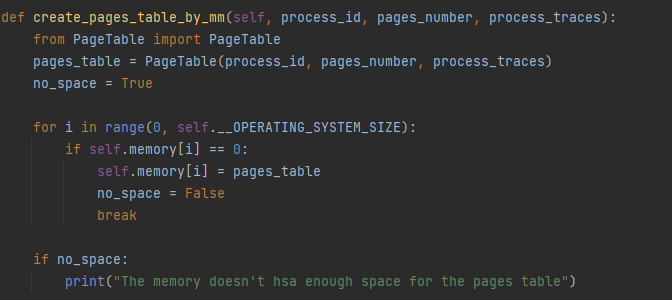 def create_pages_table_by_mm(self, process_id, pages_number, process_traces):
    from PageTable import PageTable
    pages_table = PageTable(process_id, pages_number, process_traces)
    no_space = True

    for i in range(0, self.__OPERATING_SYSTEM_SIZE):
        if self.memory[i] == 0:
            self.memory[i] = pages_table
            no_space = False
            break

    if no_space:
        print("The memory doesn't hsa enough space for the pages table")